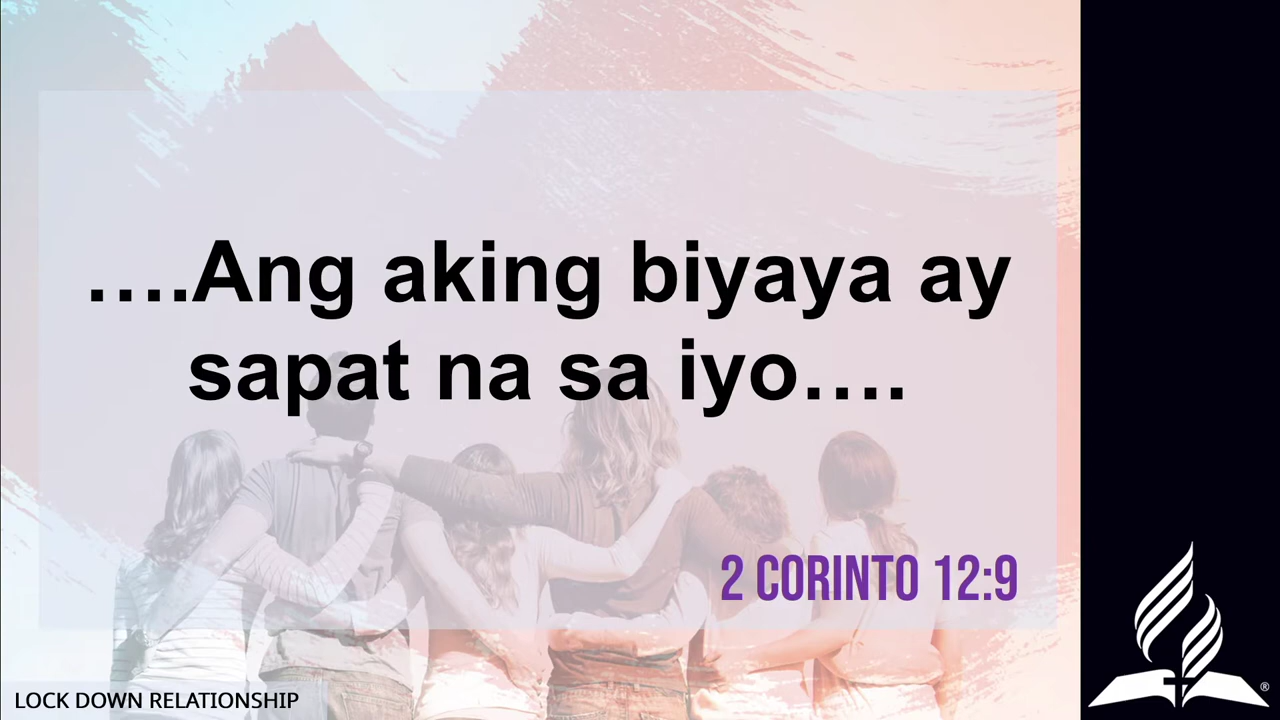 ....Ang aking biyaya ay
sapat na sa iyo....
2 CORINTO 12:9
LOCK DOWN RELATIONSHIP
®